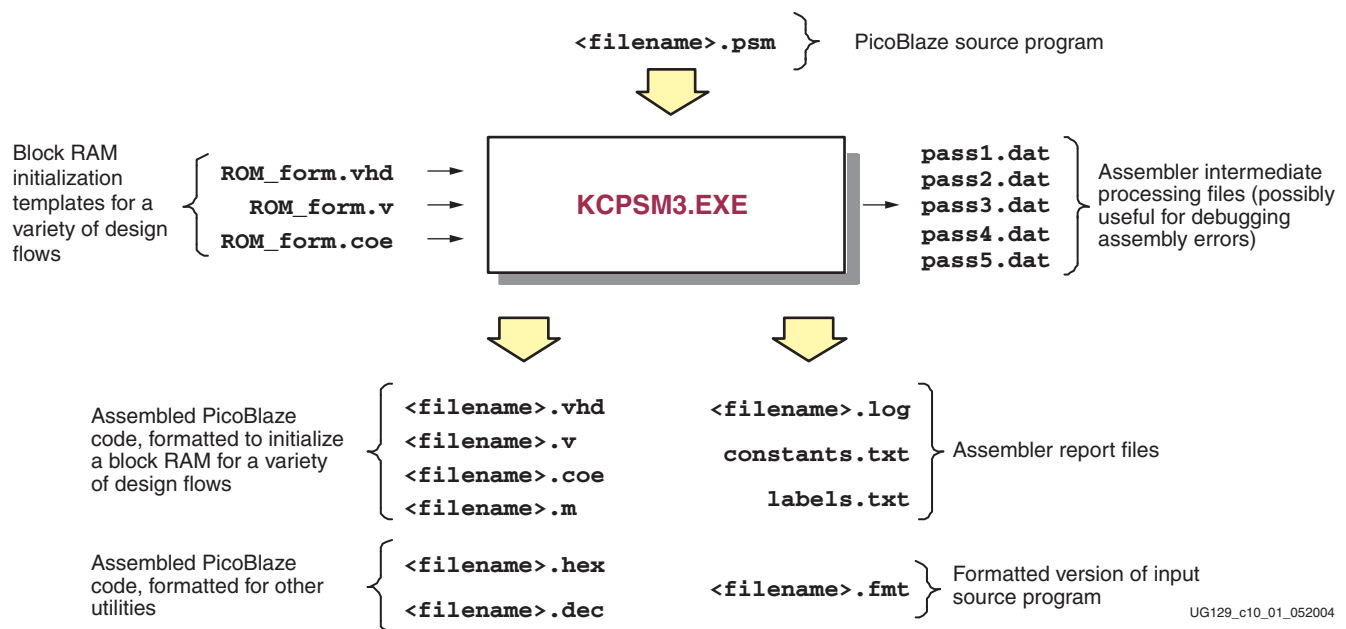 <filename>.psm
PicoBlaze source program
Block RAM
initialization
templates for a
variety of design
flows
ROM_form.vhd
ROM_form.v
ROM_form.coe
KCPSM3.EXE
pass1.dat
pass2.dat
pass3.dat
pass4.dat
pass5.dat
Assembler intermediate
processing files (possibly
useful for debugging
assembly errors)
Assembled PicoBlaze
code, formatted to initialize
a block RAM for a variety
of design flows
<filename>.vhd
<filename>.v
<filename>.coe
<filename>.m
<filename>.log
constants.txt
labels.txt
Assembler report files
Assembled PicoBlaze
code, formatted for other
utilities
<filename>.hex
<filename>.dec
<filename>.fmt
Formatted version of input
source program
UG129_c10_01_052004